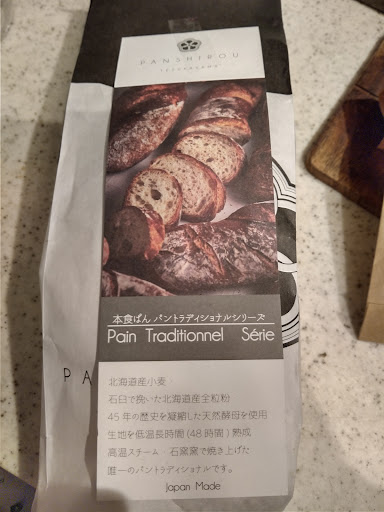 PANSHIROU
本食ぱん パントラディショナルシリーズ
Pain Traditionnel Série
PA
北海道産小麦
石臼で挽いた北海道産全粒粉
45年の歴史を凝縮した天然酵母を使用
生地を低温長時間(48時間)熟成
高温スチーム・石窯窯で焼き上げた
唯一のパントラディショナルです。
Japan Made